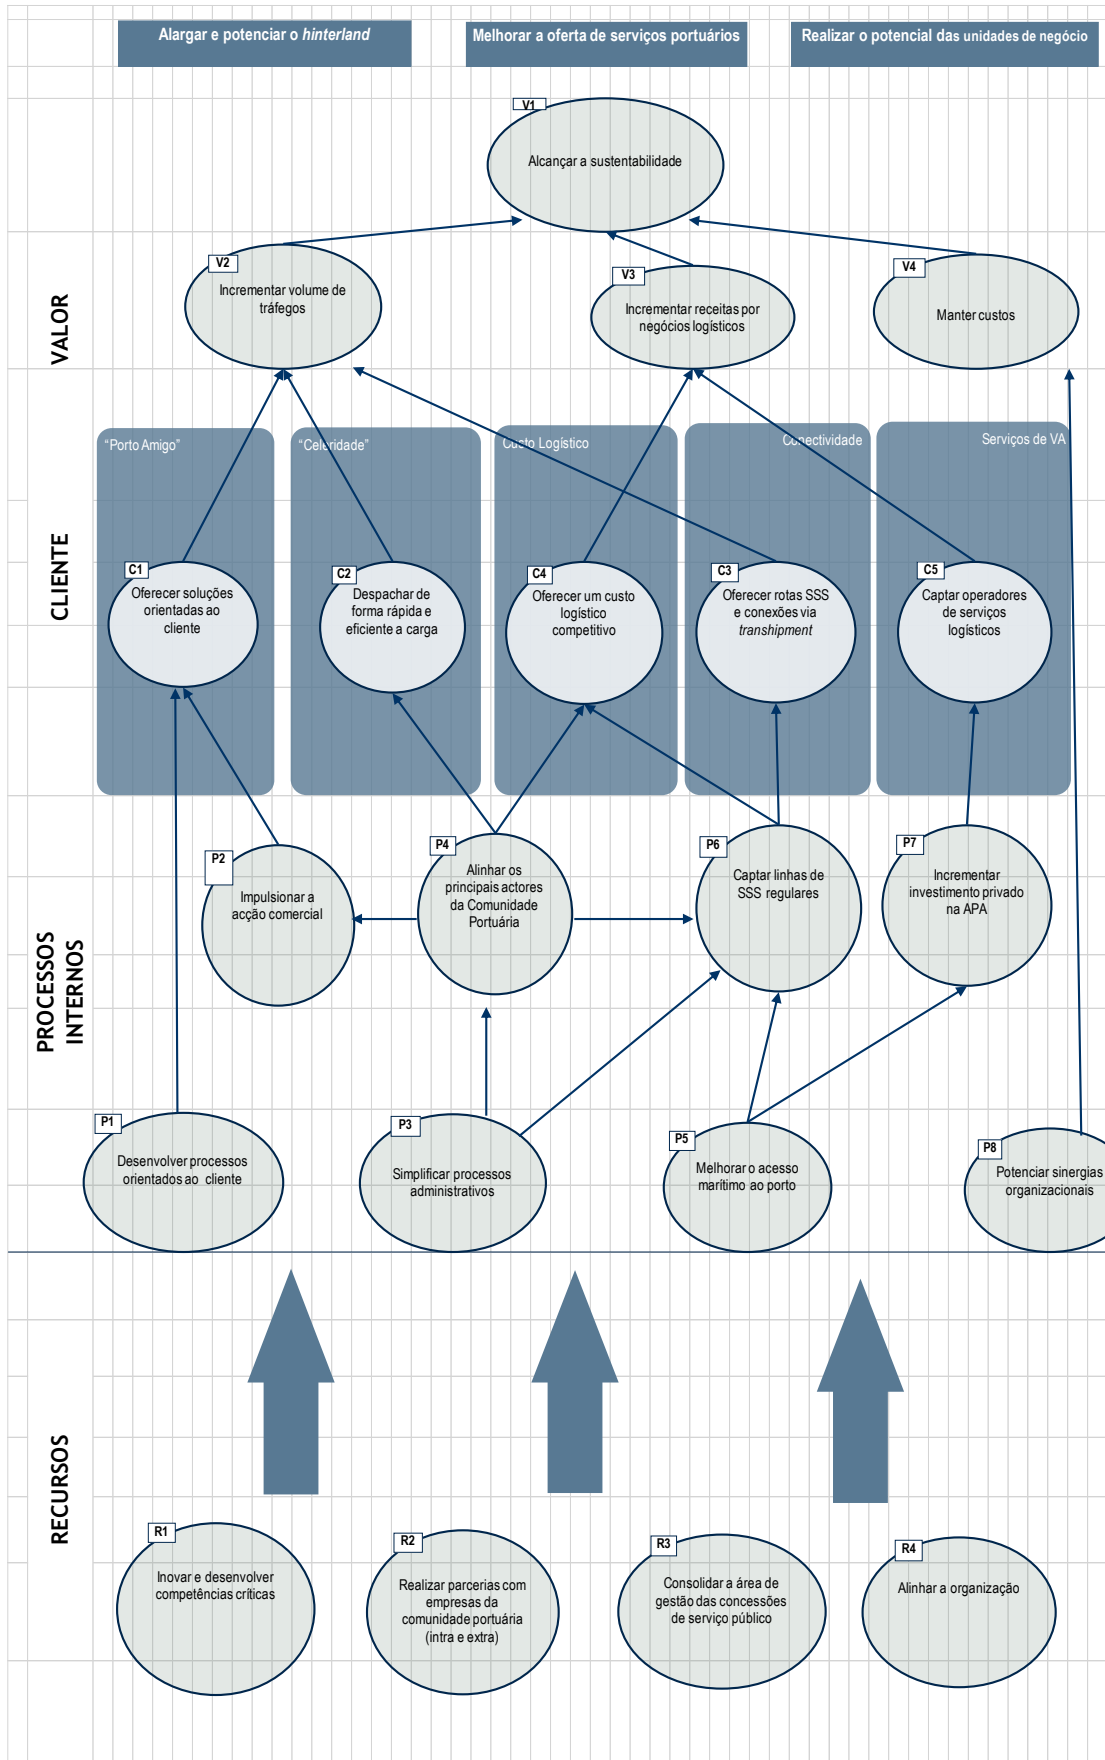 Alargar e potenciar o hinterland
Melhorar a oferta de serviços portuários
Realizar o potencial das unidades de negócio
V1
Alcançar a sustentabilidade
VALOR
V2
Incrementar volume de
tráfegos
V3
Incrementar receitas por
negócios logísticos
V4
Manter custos
CLIENTE
“Porto Amigo”
“Celeridade”
Custo Logístico
Conectividade
Serviços de VA
C1
Oferecer soluções
orientadas ao
cliente
C2
Despachar de
forma rápida e
eficiente a carga
C4
Oferecer um custo
logístico
competitivo
C3
Oferecer rotas SSS
e conexões via
transhipment
C5
Captar operadores
de serviços
logísticos
PROCESSOS
INTERNOS
P2
Impulsionar a
acção comercial
P4
Alinhar os
principais actores
da Comunidade
Portuária
P6
Captar linhas de
SSS regulares
P7
Incrementar
investimento privado
na APA
P1
Desenvolver processos
orientados ao cliente
P3
Simplificar processos
administrativos
P5
Melhorar o acesso
marítimo ao porto
P8
Potenciar sinergias
organizacionais
RECURSOS
R1
Inovar e desenvolver
competências críticas
R2
Realizar parcerias com
empresas da
comunidade portuária
(intra e extra)
R3
Consolidar a área de
gestão das concessões
de serviço público
R4
Alinhar a organização